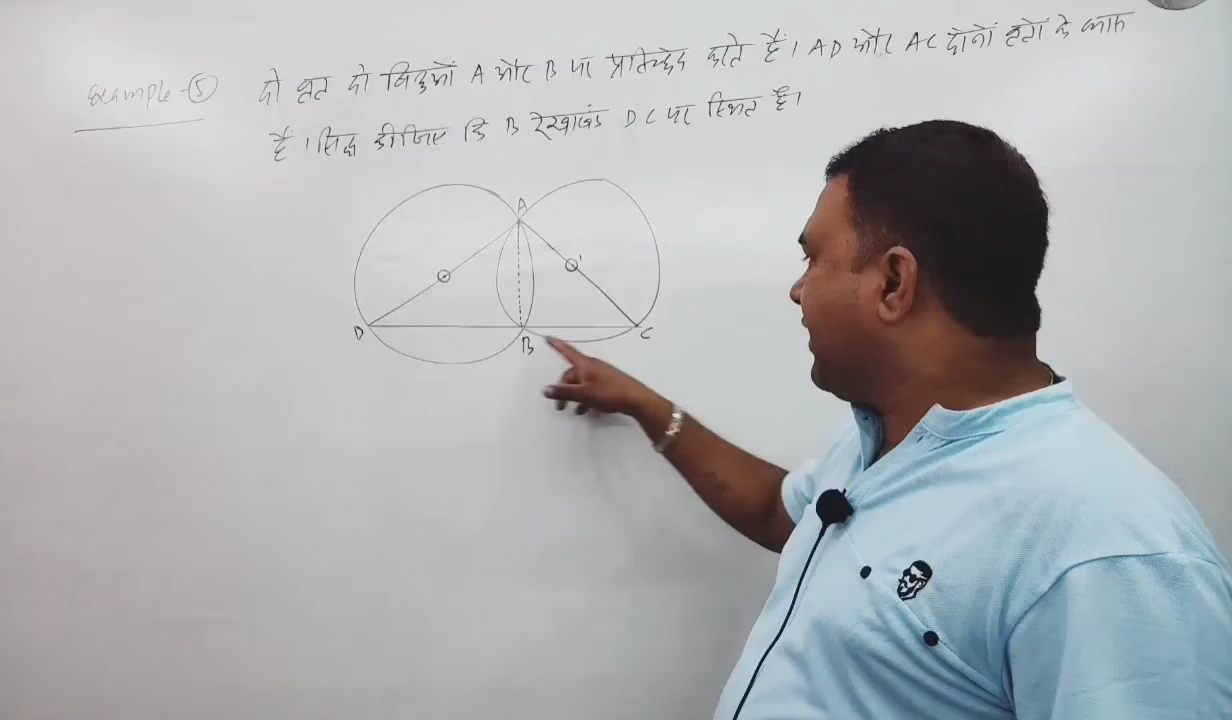 Example-5 दो वृत दो बिंदुओं A और B पर प्रतिच्छेद करते हैं। AD और AC दोनों वृतों के व्यास
हैं। सिद्ध कीजिए कि B रेखाखंड DC पर स्थित है।
A
O O'
D B C